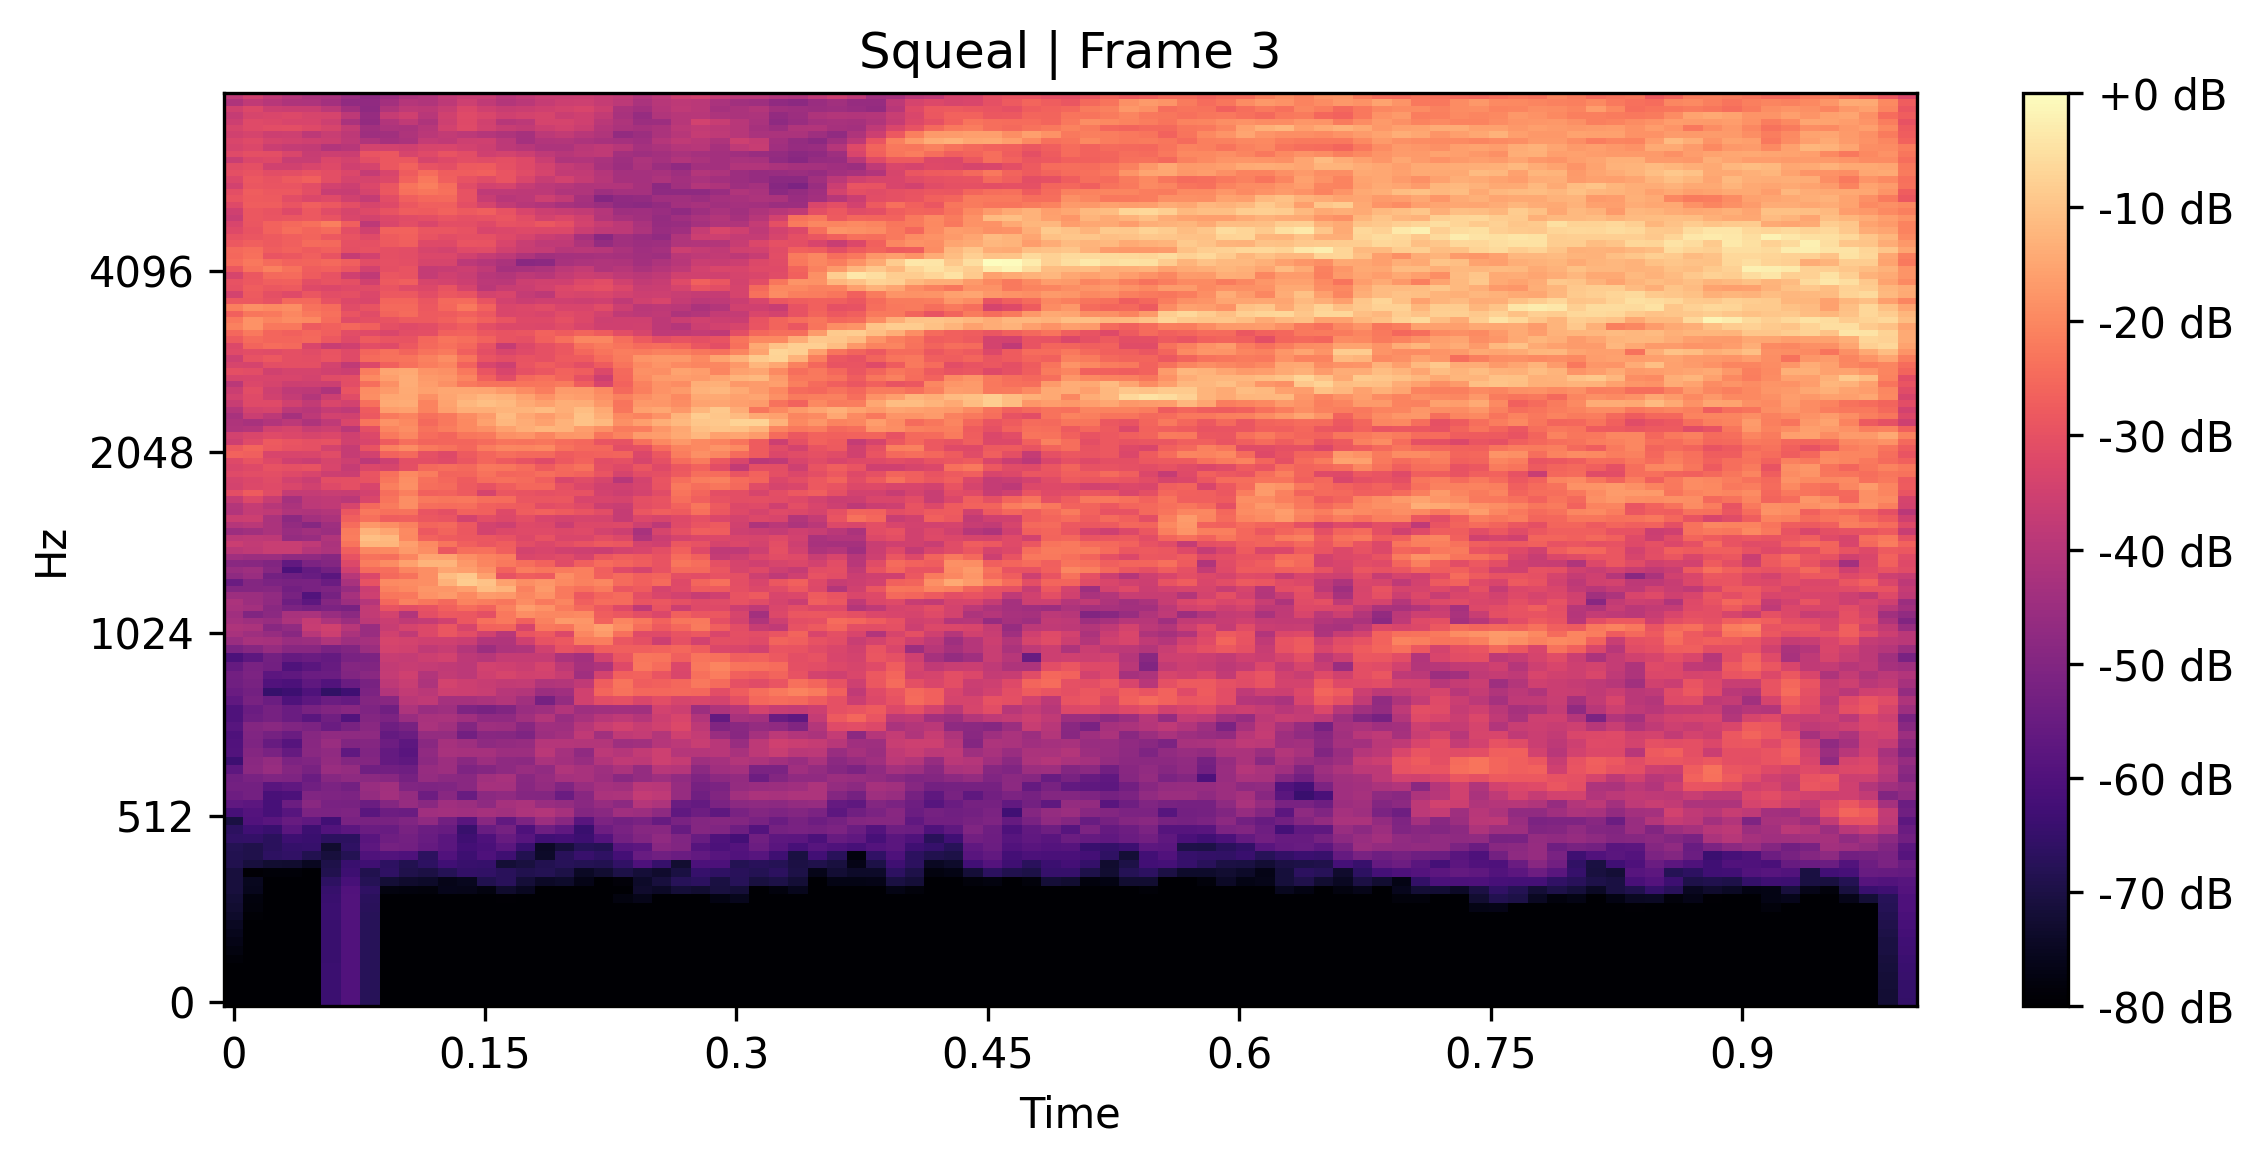 Squeal | Frame 3
+0 dB
-10 dB
-20 dB
-30 dB
-40 dB
-50 dB
-60 dB
-70 dB
-80 dB
Hz
4096
2048
1024
512
0
0 0.15 0.3 0.45 0.6 0.75 0.9
Time